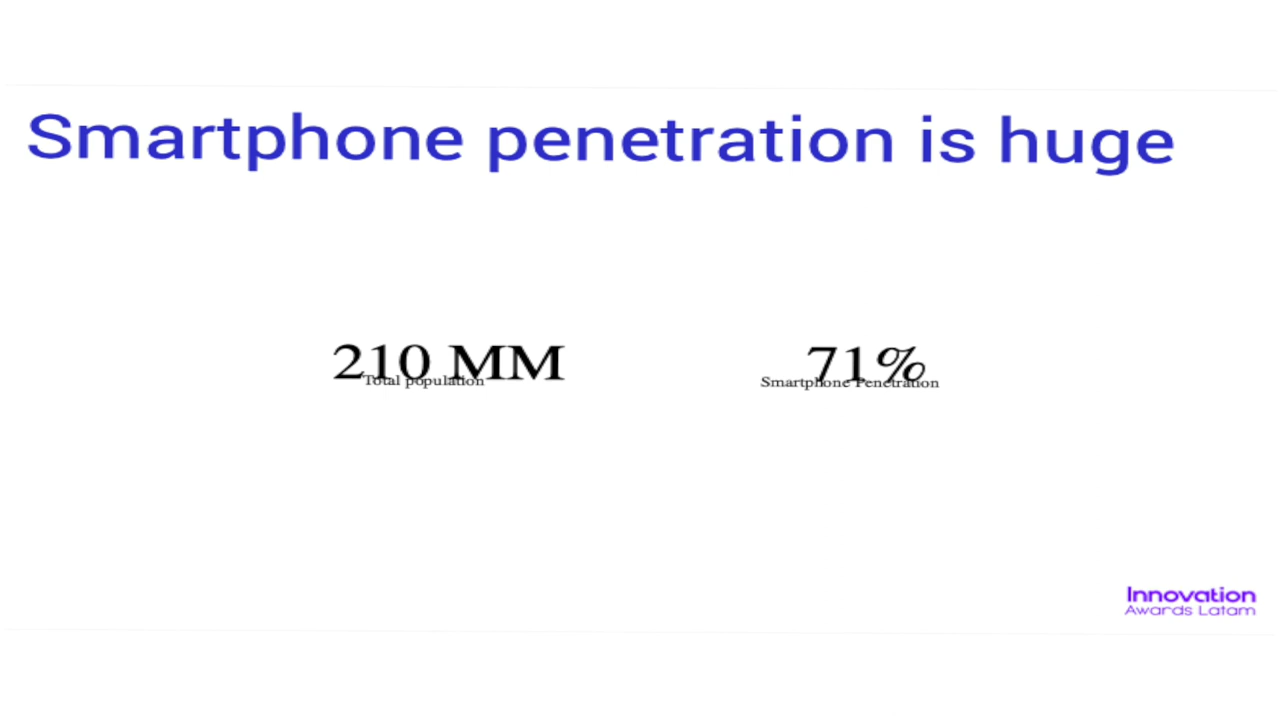 Smartphone penetration is huge
210 MM
Total population
71%
Smartphone Penetration
Innovation
Awards Latam